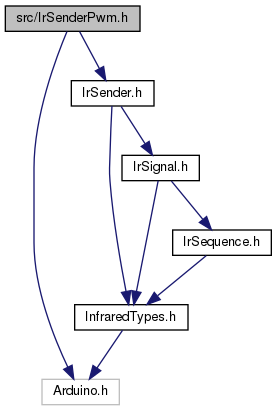 src/IrSenderPwm.h
IrSender.h
IrSignal.h
IrSequence.h
InfraredTypes.h
Arduino.h